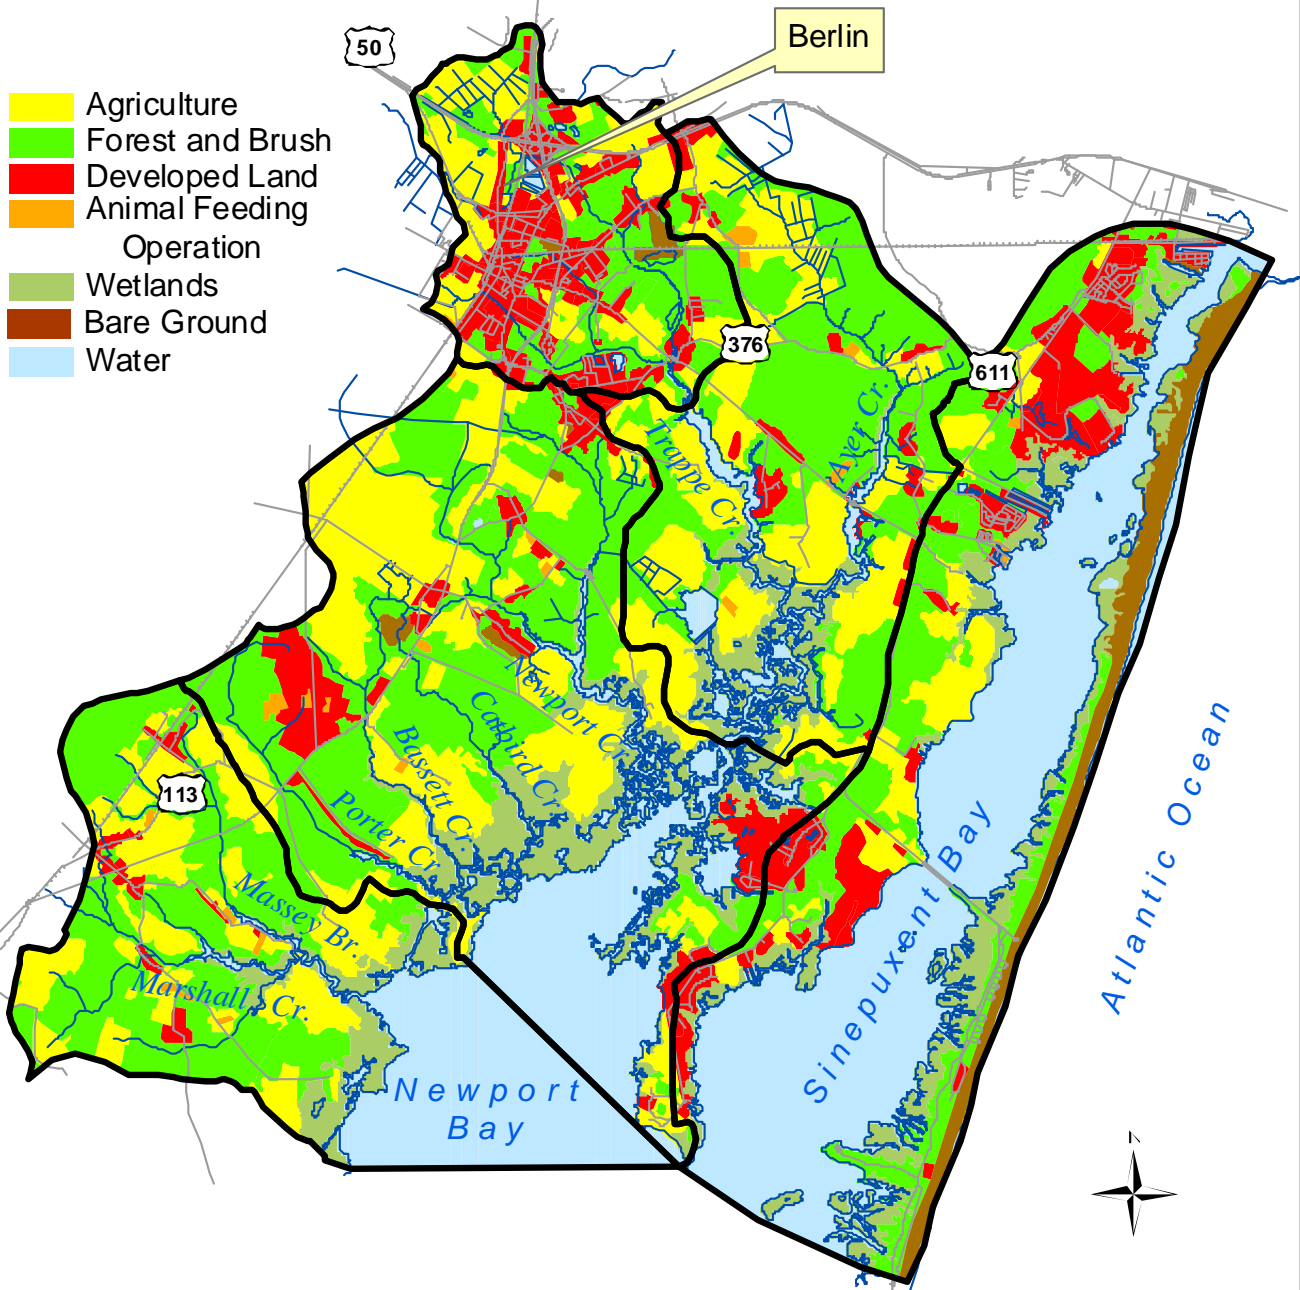 50
Berlin
Agriculture
Forest and Brush
Developed Land
Animal Feeding
Operation
Wetlands
Bare Ground
Water
376
611
Ayer Cr.
Trappe Cr.
Newport C
Catbird Cr.
Bassett Cr.
Porter Cr.
113
Massey Br.
Marshall Cr.
Newport
Bay
Sinepuxent Bay
Atlantic Ocean
N